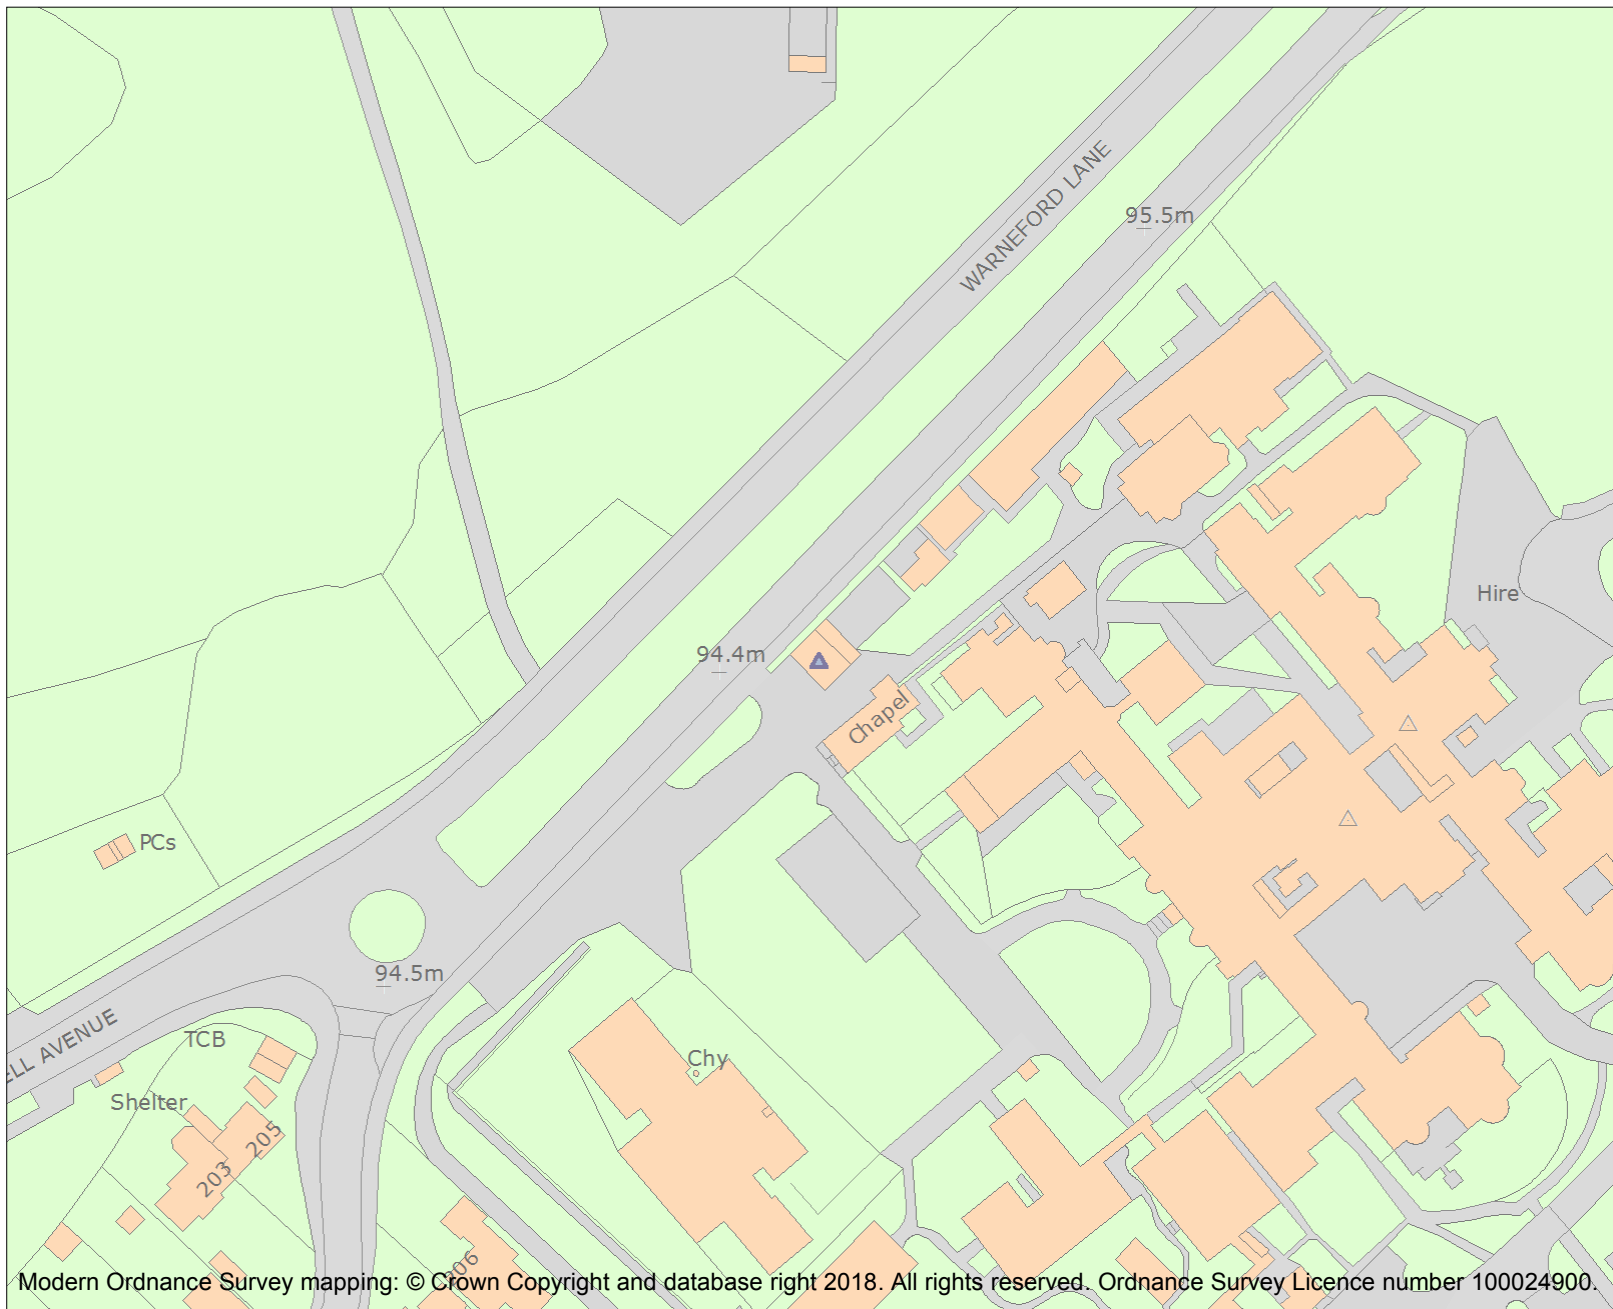 WARNEFORD LANE
95.5m
Hire
94.4m
Chapel
PCs
94.5m
ELL AVENUE
TCB
Chy
Shelter
205
203
206
Modern Ordnance Survey mapping: © Crown Copyright and database right 2018. All rights reserved. Ordnance Survey Licence number 100024900.